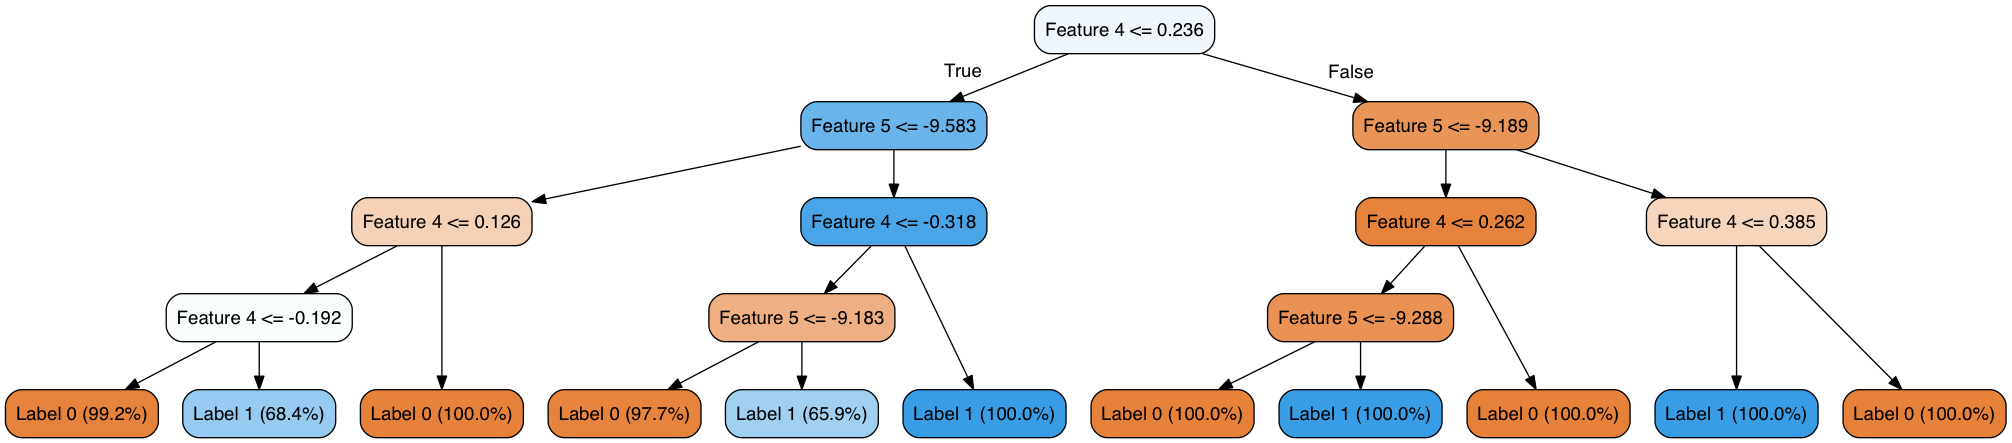 Feature 4 <= 0.236
True
False
Feature 5 <= -9.583
Feature 5 <= -9.189
Feature 4 <= 0.126
Feature 4 <= -0.318
Feature 4 <= 0.262
Feature 4 <= 0.385
Feature 4 <= -0.192
Feature 5 <= -9.183
Feature 5 <= -9.288
Label 0 (99.2%)
Label 1 (68.4%)
Label 0 (100.0%)
Label 0 (97.7%)
Label 1 (65.9%)
Label 1 (100.0%)
Label 0 (100.0%)
Label 1 (100.0%)
Label 0 (100.0%)
Label 1 (100.0%)
Label 0 (100.0%)